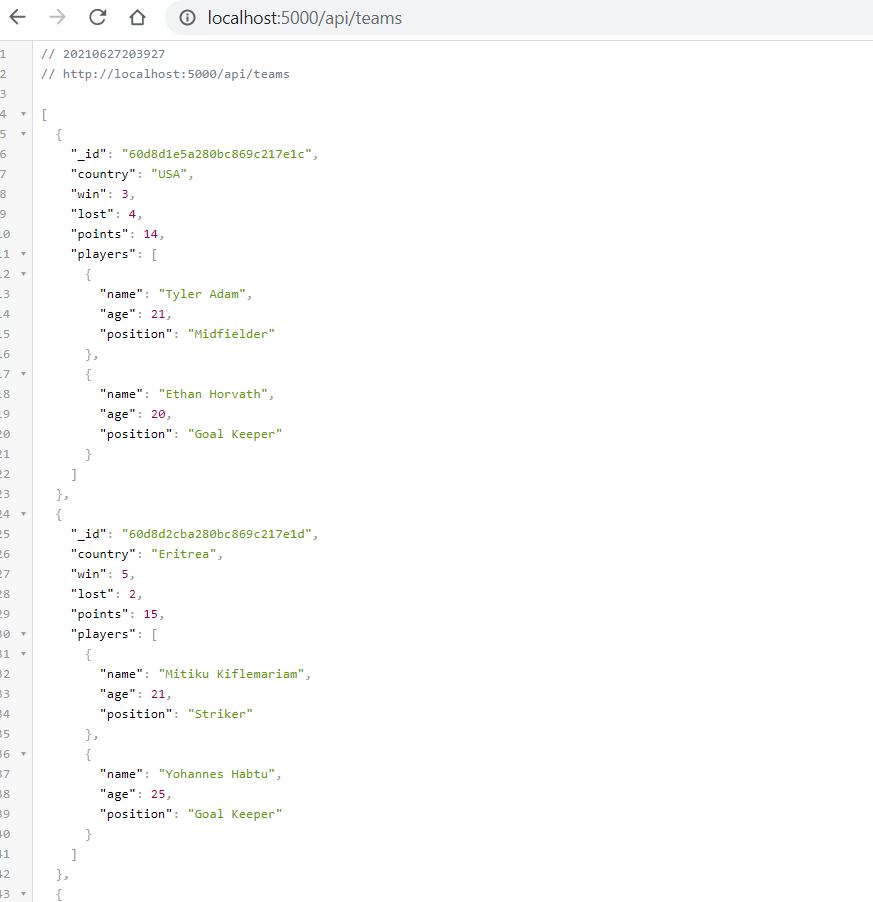 localhost:5000/api/teams
1 // 20210627203927
2 // http://localhost:5000/api/teams
3
4 [
5 {
6 "_id": "60d8d1e5a280bc869c217e1c",
7 "country": "USA",
8 "win": 3,
9 "lost": 4,
10 "points": 14,
11 "players": [
12 {
13 "name": "Tyler Adam",
14 "age": 21,
15 "position": "Midfielder"
16 },
17 {
18 "name": "Ethan Horvath",
19 "age": 20,
20 "position": "Goal Keeper"
21 }
22 ]
23 },
24 {
25 "_id": "60d8d2cba280bc869c217e1d",
26 "country": "Eritrea",
27 "win": 5,
28 "lost": 2,
29 "points": 15,
30 "players": [
31 {
32 "name": "Mitiku Kiflemariam",
33 "age": 21,
34 "position": "Striker"
35 },
36 {
37 "name": "Yohannes Habtu",
38 "age": 25,
39 "position": "Goal Keeper"
40 }
41 ]
42 },
43 {